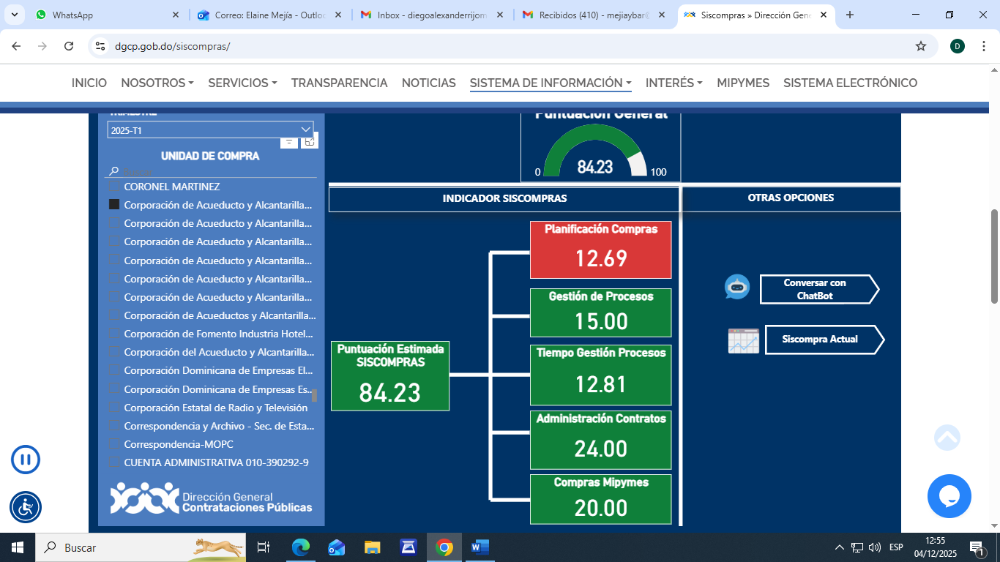 WhatsApp
Correo: Elaine Mejía - Outloo
Inbox - diegoalexanderrijom
Recibidos (410) - mejiaybar@
Siscompras » Dirección Gene
dgcp.gob.do/siscompras/
D
INICIO NOSOTROS SERVICIOS TRANSPARENCIA NOTICIAS SISTEMA DE INFORMACIÓN INTERÉS MIPYMES SISTEMA ELECTRÓNICO
TRIMESTRE
2025-T1
UNIDAD DE COMPRA
Buscar
CORONEL MARTINEZ
Corporación de Acueducto y Alcantarilla...
Corporación de Acueducto y Alcantarilla...
Corporación de Acueducto y Alcantarilla...
Corporación de Acueducto y Alcantarilla...
Corporación de Acueducto y Alcantarilla...
Corporación de Acueducto y Alcantarilla...
Corporación de Acueductos y Alcantarilla...
Corporación de Fomento Industria Hotel...
Corporación del Acueducto y Alcantarilla...
Corporación Dominicana de Empresas El...
Corporación Dominicana de Empresas Es...
Corporación Estatal de Radio y Televisión
Correspondencia y Archivo - Sec. de Esta...
Correspondencia-MOPC
CUENTA ADMINISTRATIVA 010-390292-9
Dirección General
Contrataciones Públicas
Puntuación General
84.23
0 100
INDICADOR SISCOMPRAS
Puntuación Estimada
SISCOMPRAS
84.23
Planificación Compras
12.69
Gestión de Procesos
15.00
Tiempo Gestión Procesos
12.81
Administración Contratos
24.00
Compras Mipymes
20.00
OTRAS OPCIONES
Conversar con
ChatBot
Siscompra Actual
Buscar
ESP
12:55
04/12/2025
1